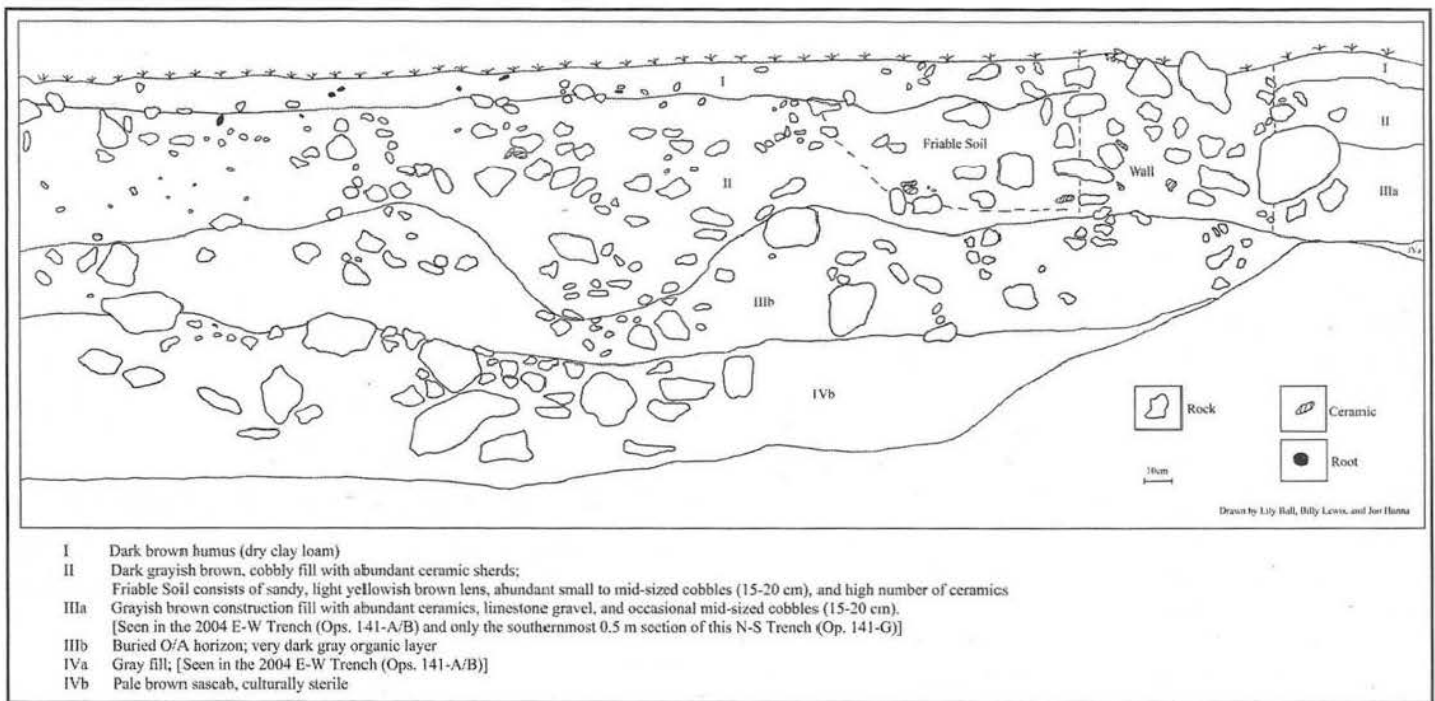 I
I
II
Friable Soil
Wall
II
IIIa
IVa
IIIb
IVb
Rock
Ceramic
Root
10cm
Drawn by Lily Ball, Billy Lewis, and Jon Hanna
I Dark brown humus (dry clay loam)
II Dark grayish brown, cobbly fill with abundant ceramic sherds;
Friable Soil consists of sandy, light yellowish brown lens, abundant small to mid-sized cobbles (15-20 cm), and high number of ceramics
IIIa Grayish brown construction fill with abundant ceramics, limestone gravel, and occasional mid-sized cobbles (15-20 cm).
[Seen in the 2004 E-W Trench (Ops. 141-A/B) and only the southernmost 0.5 m section of this N-S Trench (Op. 141-G)]
IIIb Buried O/A horizon; very dark gray organic layer
IVa Gray fill; [Seen in the 2004 E-W Trench (Ops. 141-A/B)]
IVb Pale brown sascab, culturally sterile